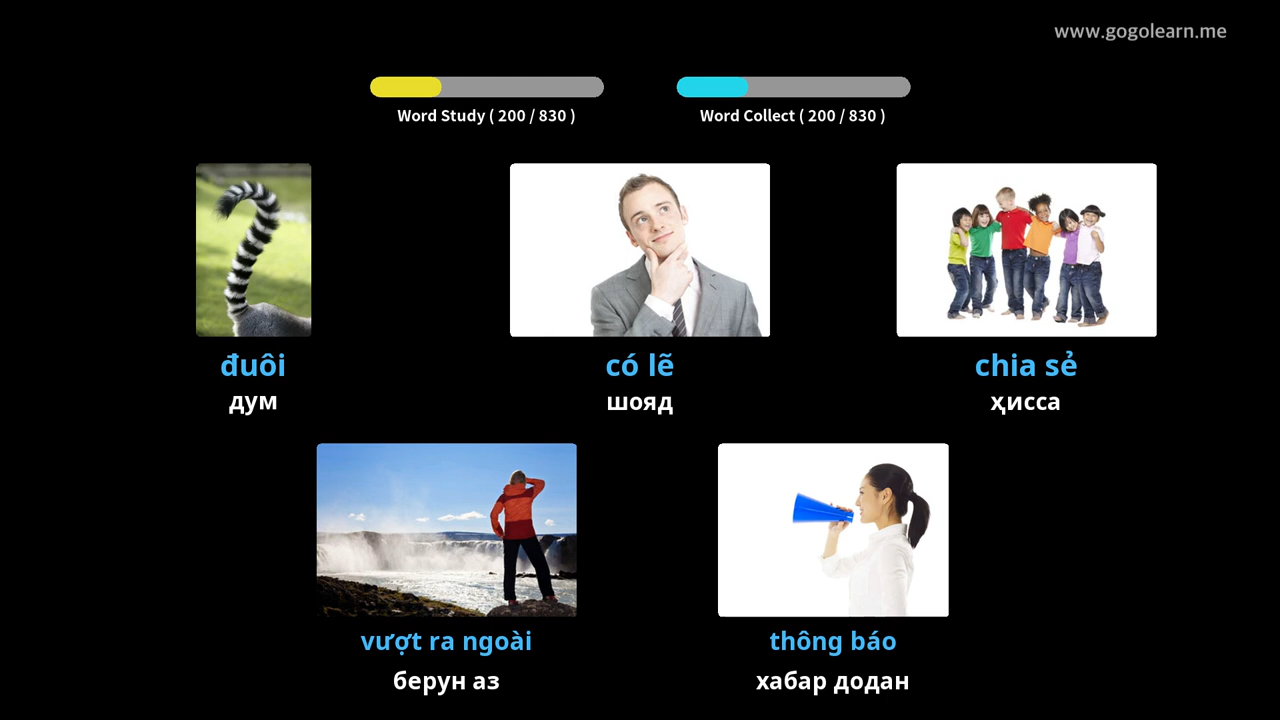 www.gogolearn.me
Word Study ( 200 / 830 )
Word Collect ( 200 / 830 )
đuôi
дум
có lẽ
шояд
chia sẻ
ҳисса
vượt ra ngoài
берун аз
thông báo
хабар додан